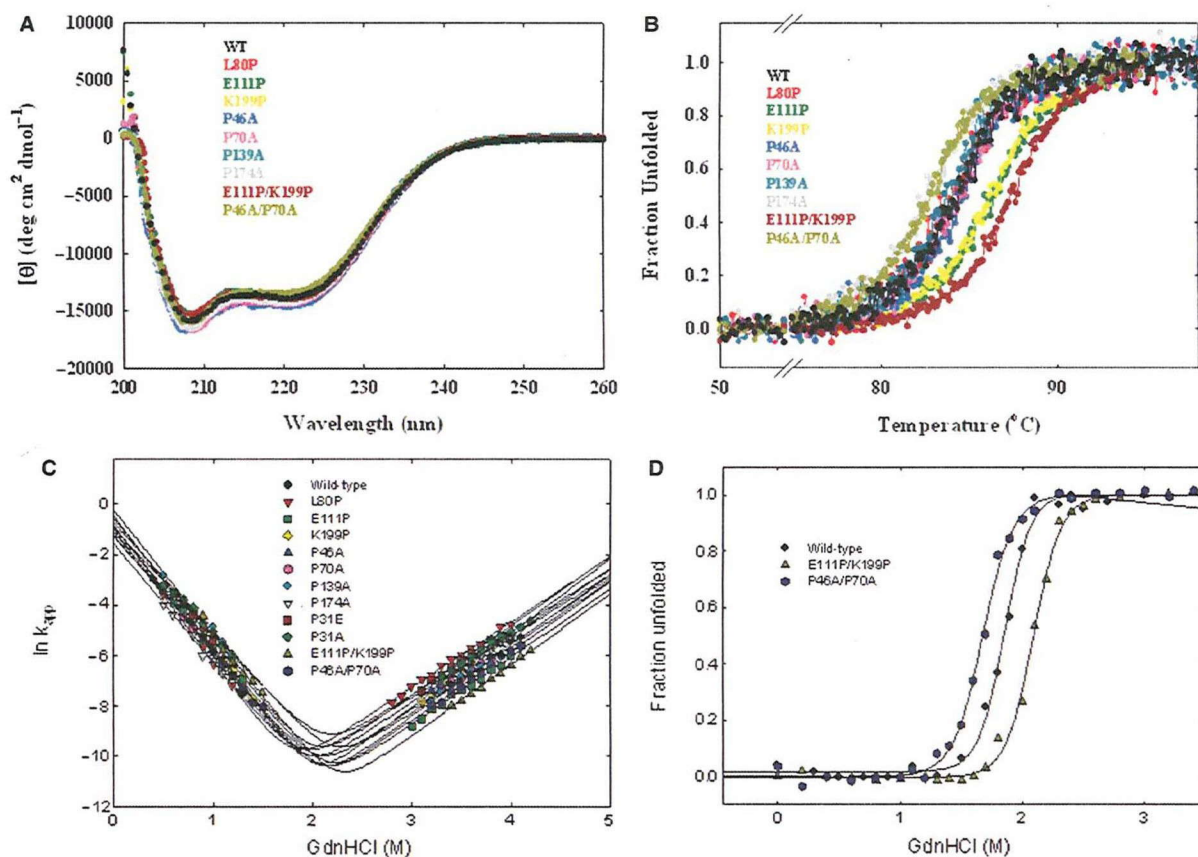 A
10000
5000
0
−5000
−10000
−15000
−20000
[θ] (deg cm² dmol⁻¹)
WT
L80P
E111P
K199P
P46A
P70A
P139A
P174A
E111P/K199P
P46A/P70A
200 210 220 230 240 250 260
Wavelength (nm)
B
1.0
0.8
0.6
0.4
0.2
0.0
Fraction Unfolded
WT
L80P
E111P
K199P
P46A
P70A
P139A
P174A
E111P/K199P
P46A/P70A
50 80 90
Temperature (°C)
C
0
−2
−4
−6
−8
−10
−12
ln kapp
Wild-type
L80P
E111P
K199P
P46A
P70A
P139A
P174A
P31E
P31A
E111P/K199P
P46A/P70A
0 1 2 3 4 5
GdnHCl (M)
D
1.0
0.8
0.6
0.4
0.2
0.0
Fraction unfolded
Wild-type
E111P/K199P
P46A/P70A
0 1 2 3
GdnHCl (M)